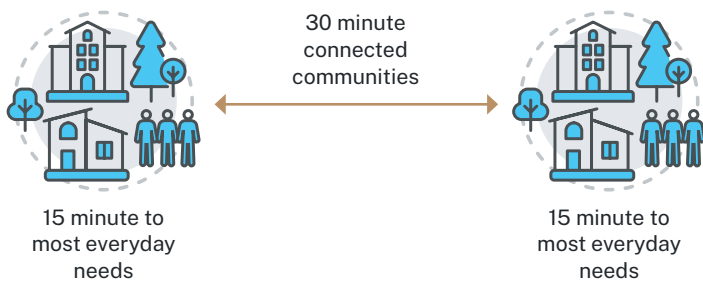 30 minute
connected
communities
15 minute to
most everyday
needs
15 minute to
most everyday
needs